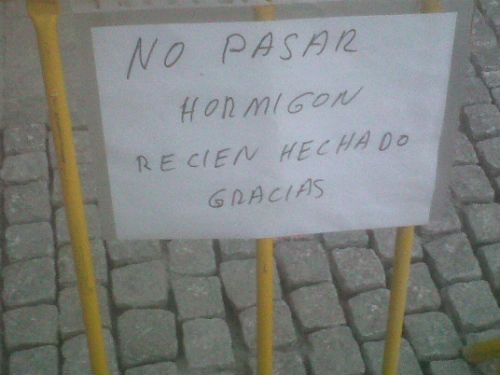 NO PASAR
HORMIGON
RECIEN HECHADO
GRACIAS